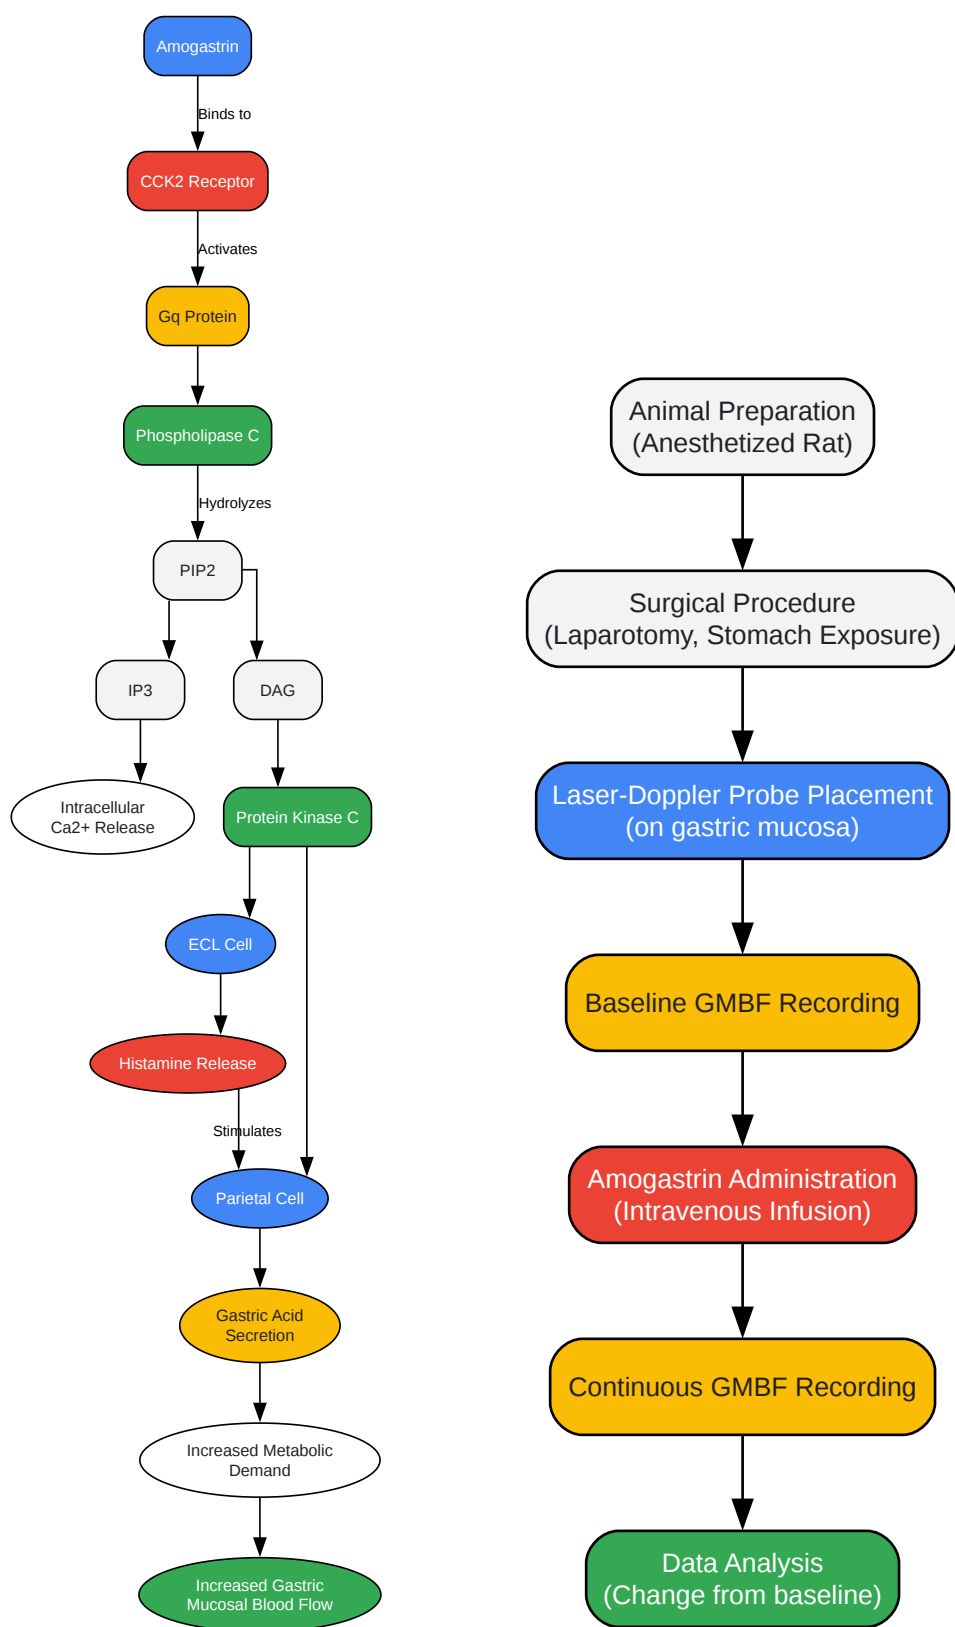 Amogastrin
Binds to
CCK2 Receptor
Activates
Gq Protein
Phospholipase C
Hydrolyzes
PIP2
IP3
DAG
Intracellular
Ca2+ Release
Protein Kinase C
ECL Cell
Histamine Release
Stimulates
Parietal Cell
Gastric Acid
Secretion
Increased Metabolic
Demand
Increased Gastric
Mucosal Blood Flow
Animal Preparation
(Anesthetized Rat)
Surgical Procedure
(Laparotomy, Stomach Exposure)
Laser-Doppler Probe Placement
(on gastric mucosa)
Baseline GMBF Recording
Amogastrin Administration
(Intravenous Infusion)
Continuous GMBF Recording
Data Analysis
(Change from baseline)